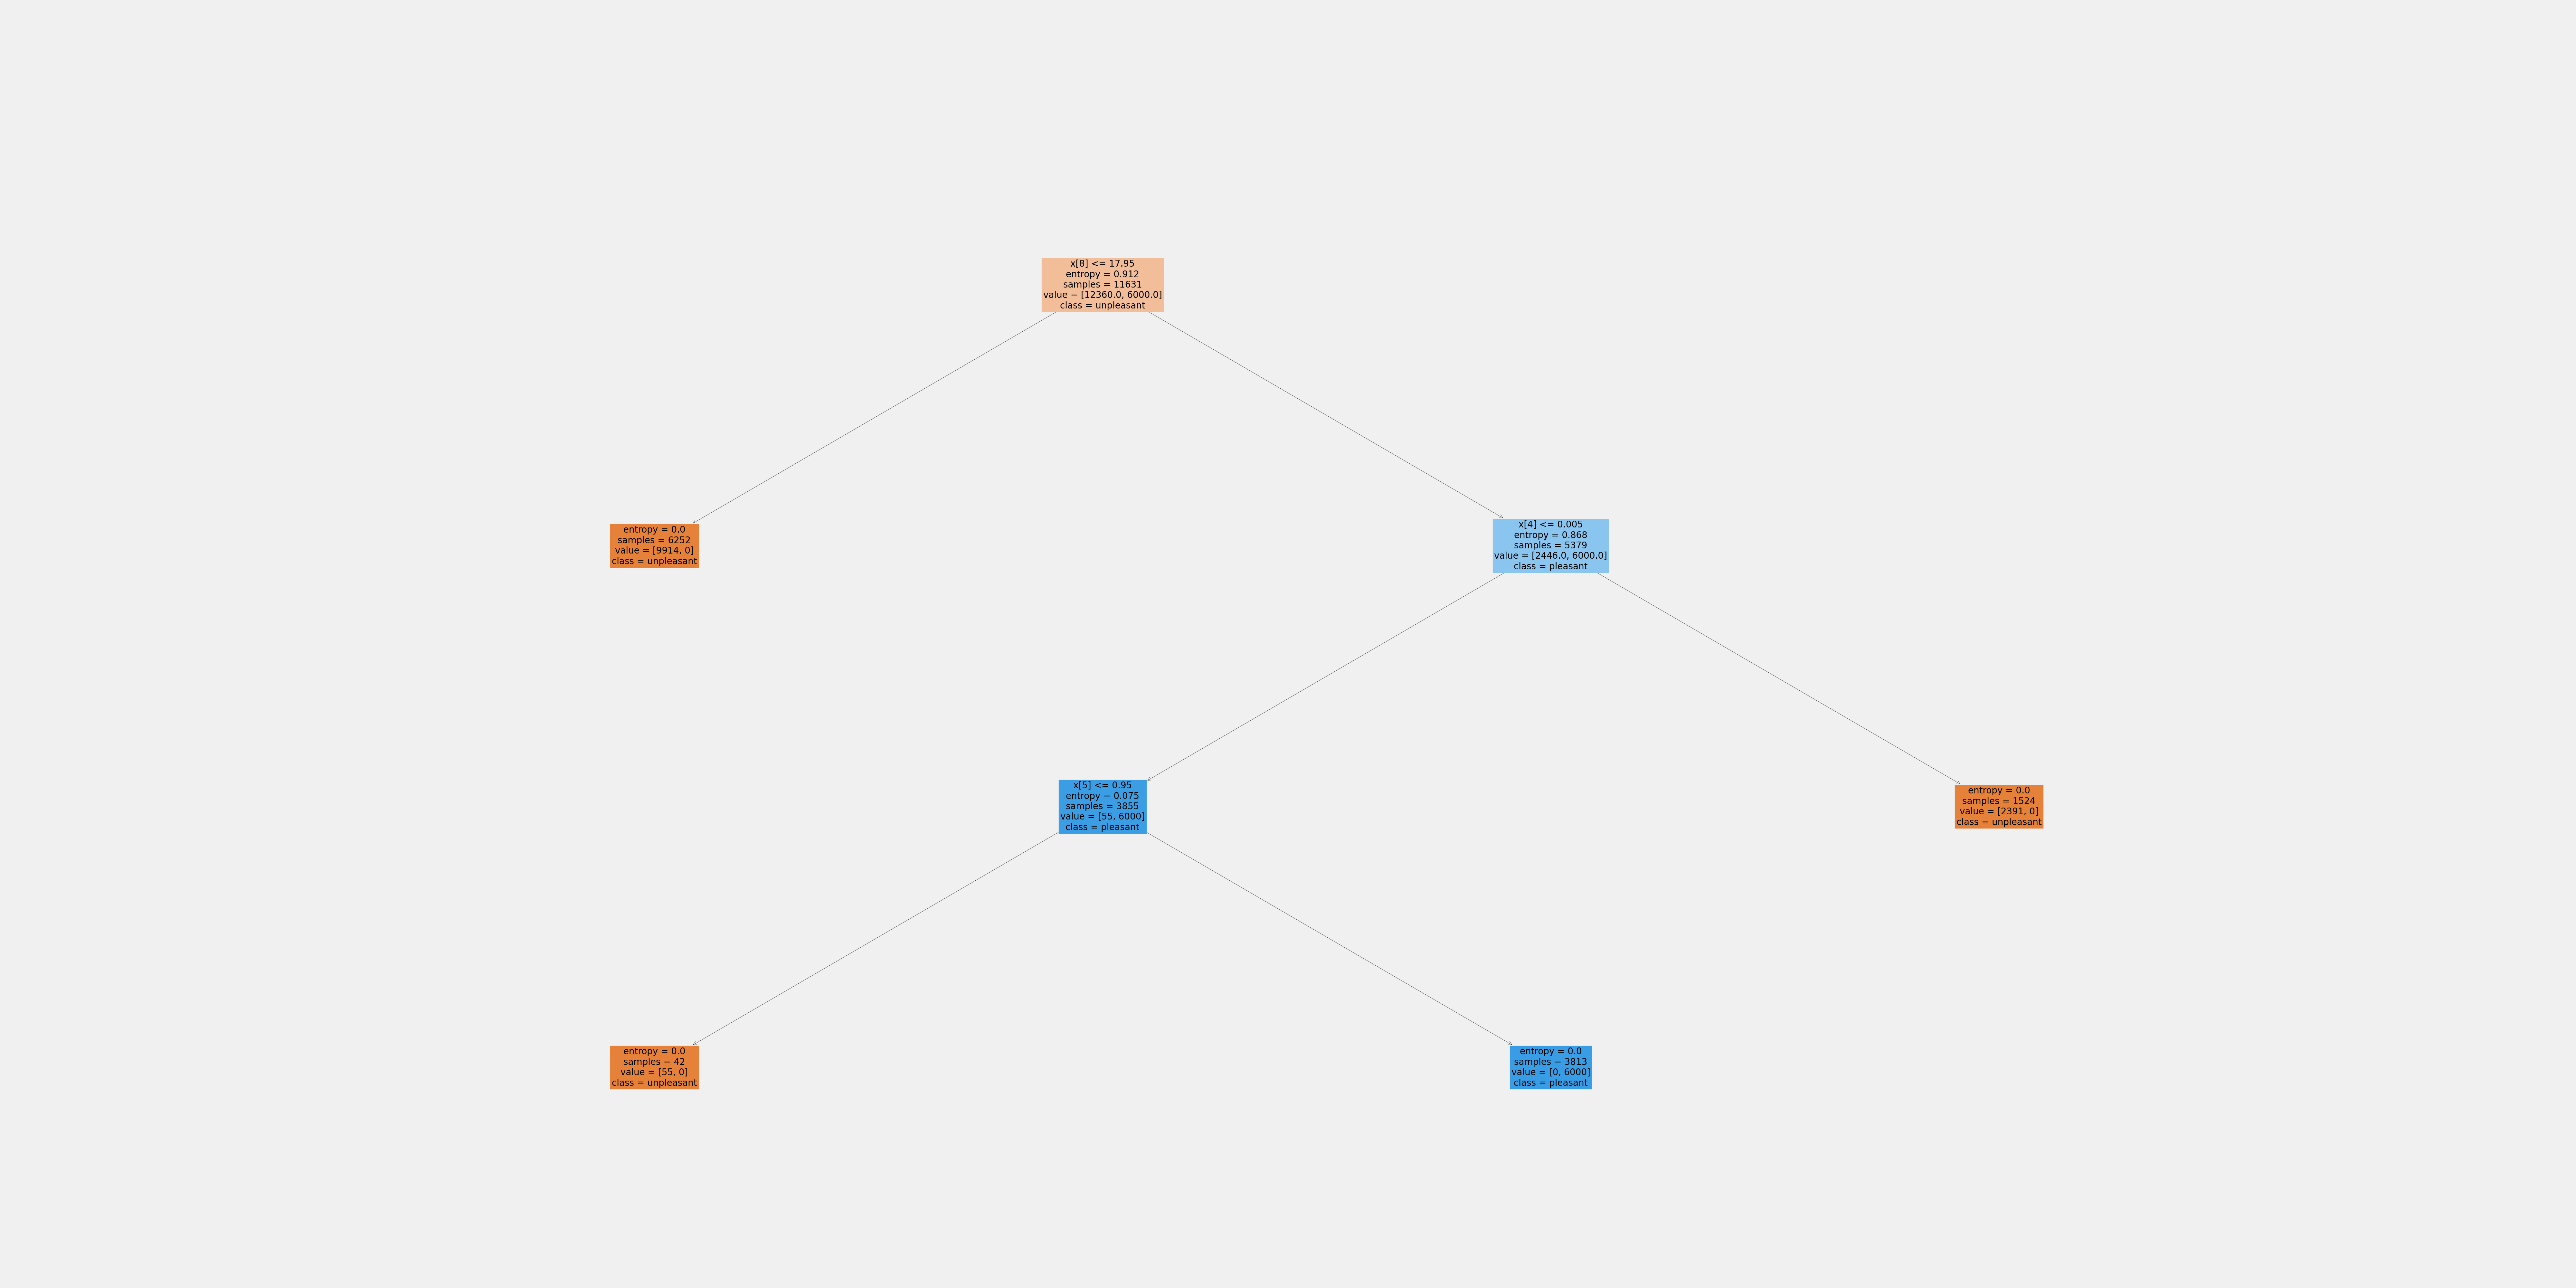 x[8] <= 17.95
entropy = 0.912
samples = 11631
value = [12360.0, 6000.0]
class = unpleasant
entropy = 0.0
samples = 6252
value = [9914, 0]
class = unpleasant
x[4] <= 0.005
entropy = 0.868
samples = 5379
value = [2446.0, 6000.0]
class = pleasant
x[5] <= 0.95
entropy = 0.075
samples = 3855
value = [55, 6000]
class = pleasant
entropy = 0.0
samples = 1524
value = [2391, 0]
class = unpleasant
entropy = 0.0
samples = 42
value = [55, 0]
class = unpleasant
entropy = 0.0
samples = 3813
value = [0, 6000]
class = pleasant